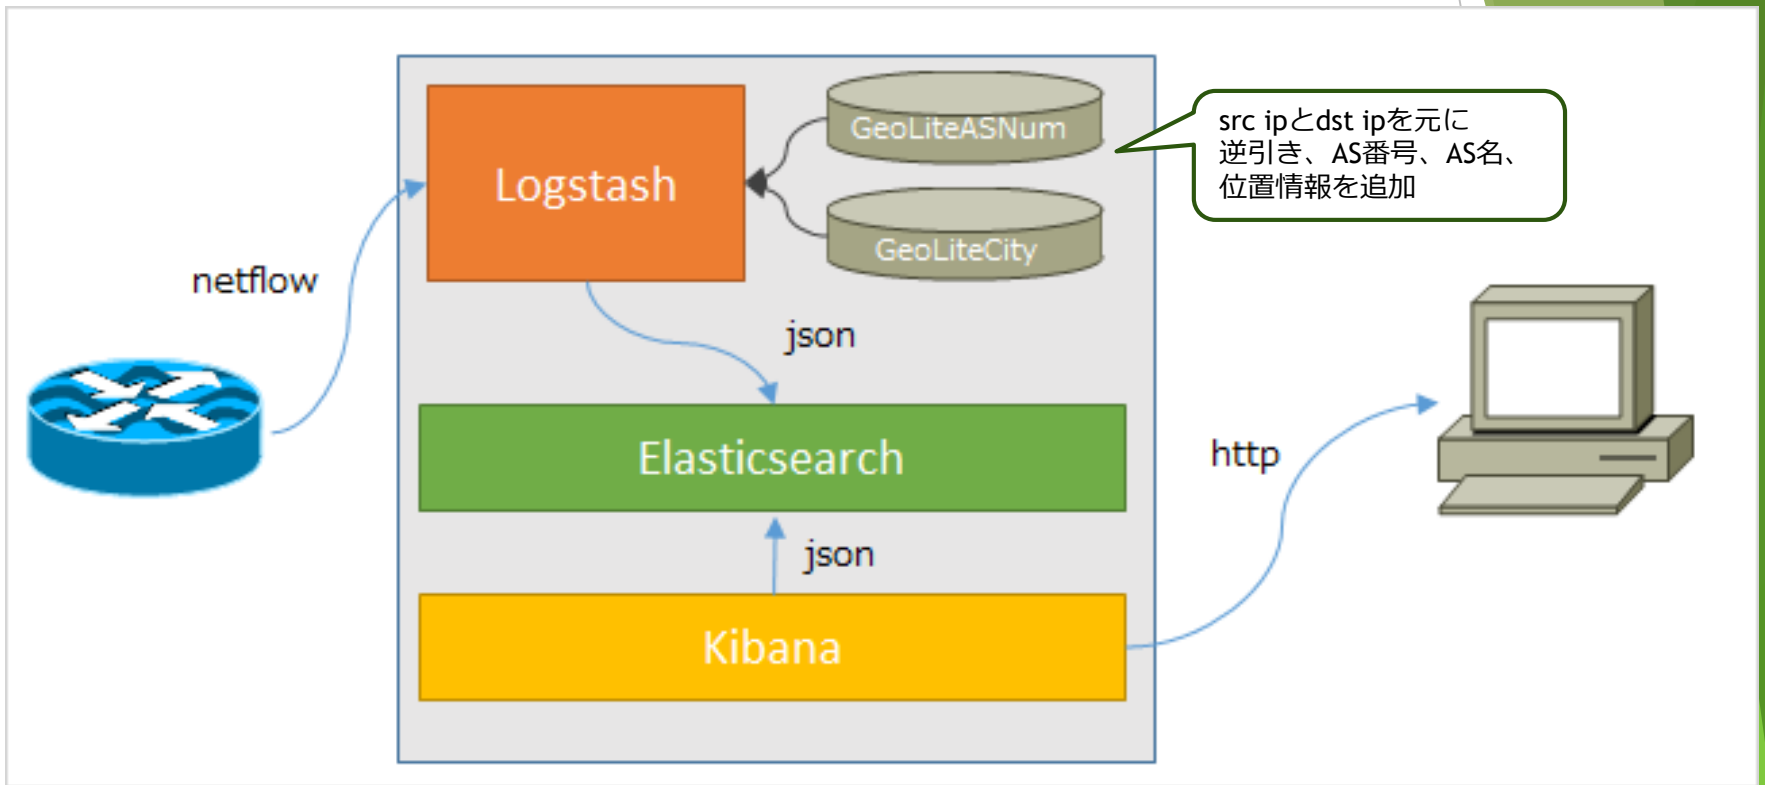 netflow
Logstash
GeoLiteASNum
GeoLiteCity
src ipとdst ipを元に
逆引き、AS番号、AS名、
位置情報を追加
json
Elasticsearch
json
Kibana
http